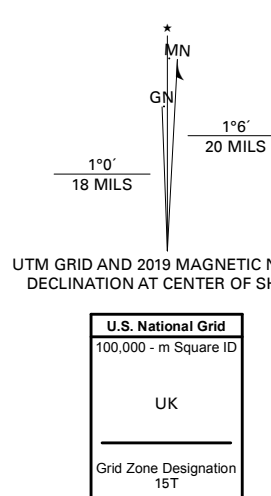 ★
MN
GN
1°6´
20 MILS
1°0´
18 MILS
UTM GRID AND 2019 MAGNETIC N
DECLINATION AT CENTER OF SH
U.S. National Grid
100,000 - m Square ID
UK
Grid Zone Designation
15T